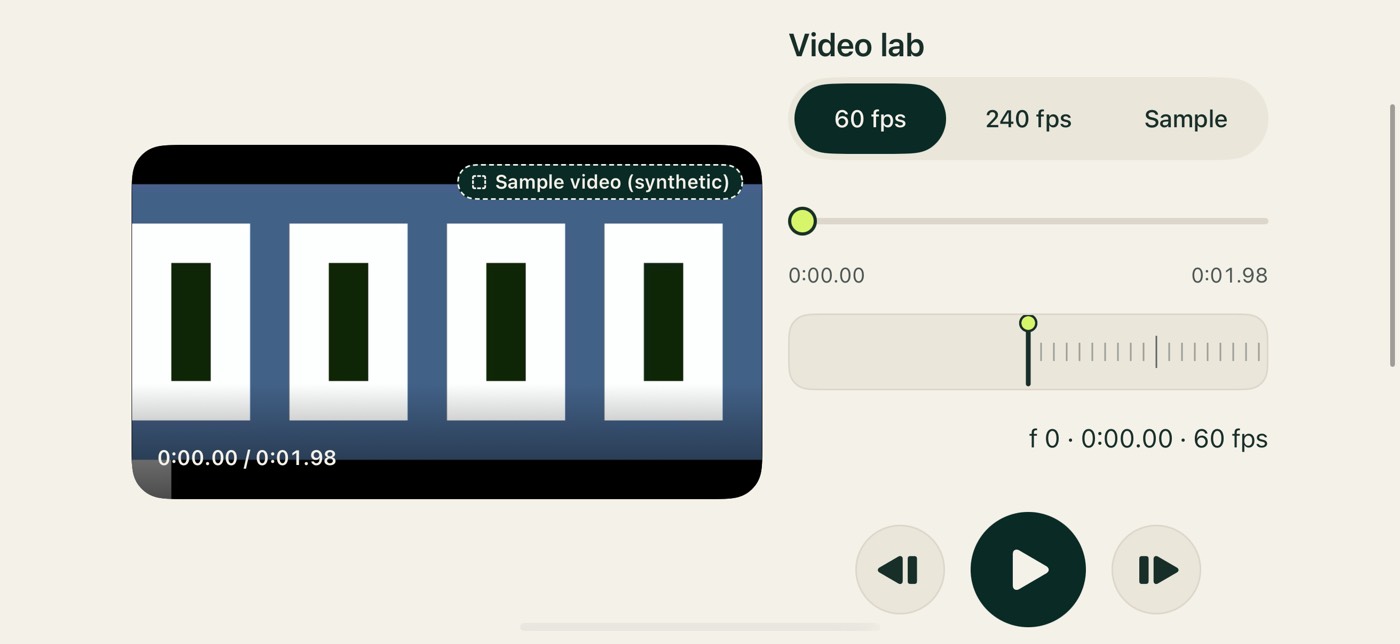 Video lab
60 fps
240 fps
Sample
Sample video (synthetic)
0:00.00 / 0:01.98
0:00.00
0:01.98
f 0 · 0:00.00 · 60 fps